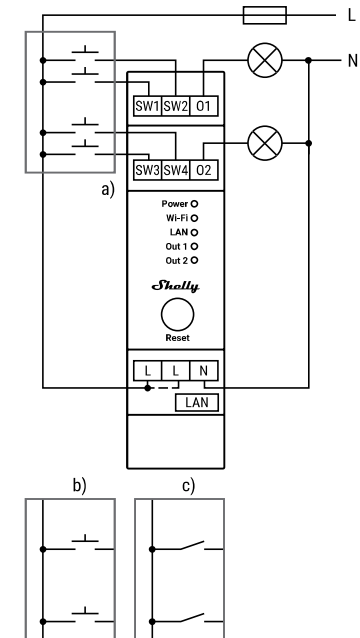 L
N
SW1 SW2 O1
SW3 SW4 O2
a)
Power
Wi-Fi
LAN
Out 1
Out 2
Shelly
Reset
L L N
LAN
b) c)